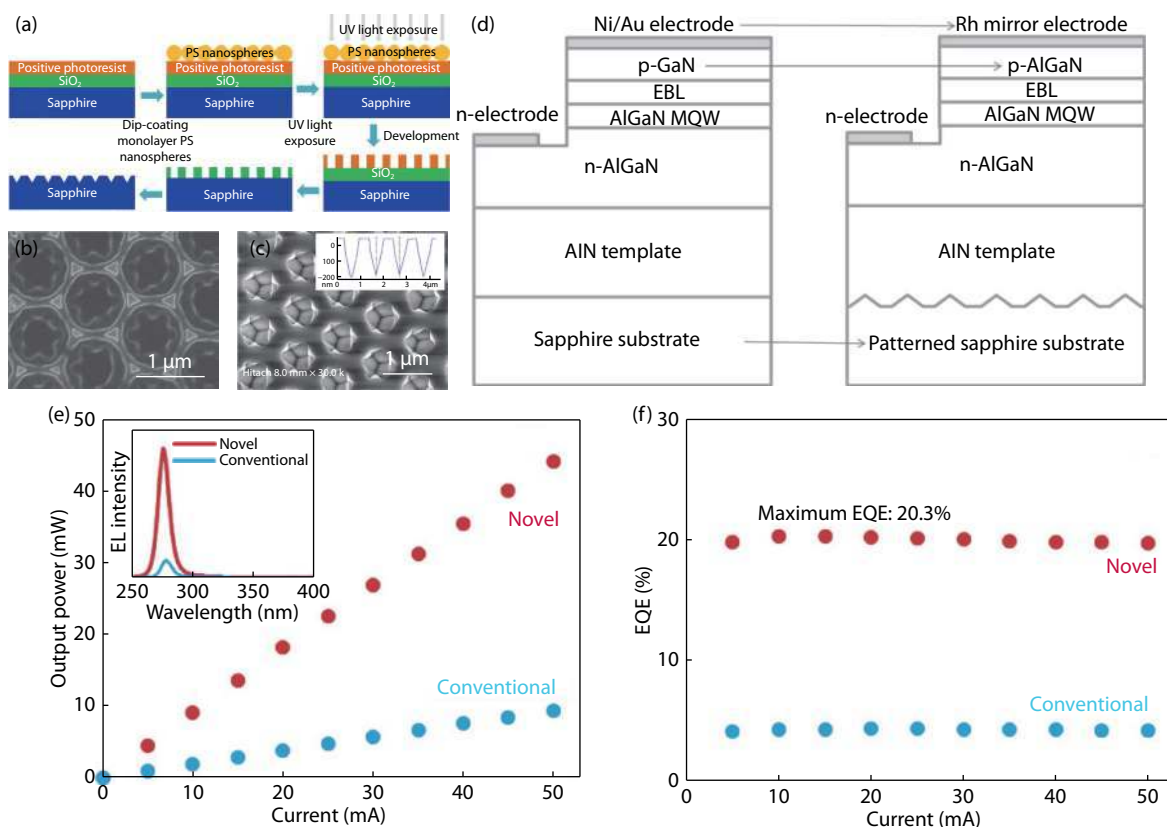 (a)
UV light exposure
PS nanospheres
PS nanospheres
Positive photoresist
Positive photoresist
Positive photoresist
SiO₂
SiO₂
SiO₂
Sapphire
Sapphire
Sapphire
Dip-coating
monolayer PS
nanospheres
UV light
exposure
Development
SiO₂
Sapphire
Sapphire
Sapphire
(b)
1 μm
(c)
0
−100
−200
nm 0 1 2 3 4μm
1 μm
Hitach 8.0 mm × 30.0 k
(d)
Ni/Au electrode
Rh mirror electrode
p-GaN
p-AlGaN
EBL
EBL
AlGaN MQW
AlGaN MQW
n-electrode
n-electrode
n-AlGaN
n-AlGaN
AIN template
AIN template
Sapphire substrate
Patterned sapphire substrate
(e)
Output power (mW)
50
40
30
20
10
0
0 10 20 30 40 50
Current (mA)
Novel
Conventional
EL intensity
Novel
Conventional
250 300 350 400
Wavelength (nm)
(f)
EQE (%)
30
20
10
0
0 10 20 30 40 50
Current (mA)
Maximum EQE: 20.3%
Novel
Conventional